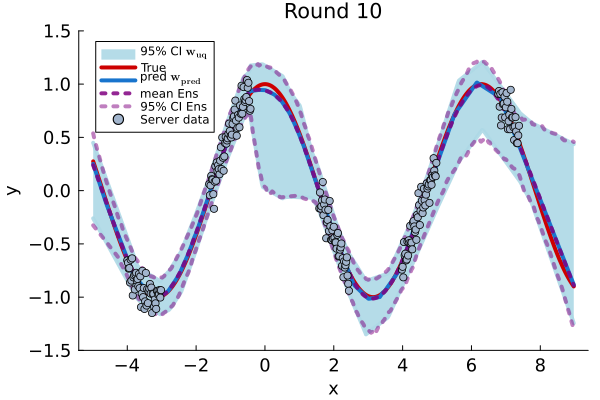 Round 10
1.5
1.0
0.5
0.0
−0.5
−1.0
−1.5
y
95% CI w_uq
True
pred w_pred
mean Ens
95% CI Ens
Server data
−4 −2 0 2 4 6 8
x